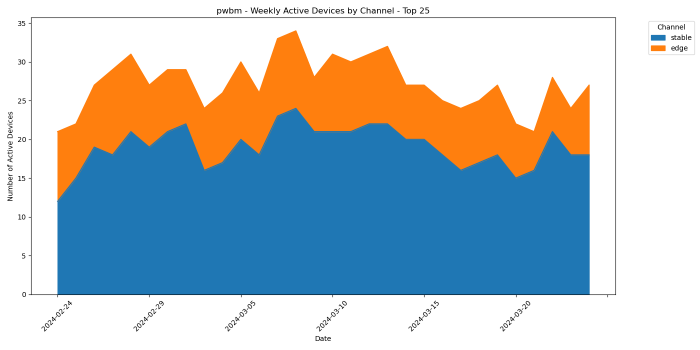 pwbm - Weekly Active Devices by Channel - Top 25
Channel
stable
edge
Number of Active Devices
35
30
25
20
15
10
5
0
2024-02-24
2024-02-29
2024-03-05
2024-03-10
2024-03-15
2024-03-20
Date